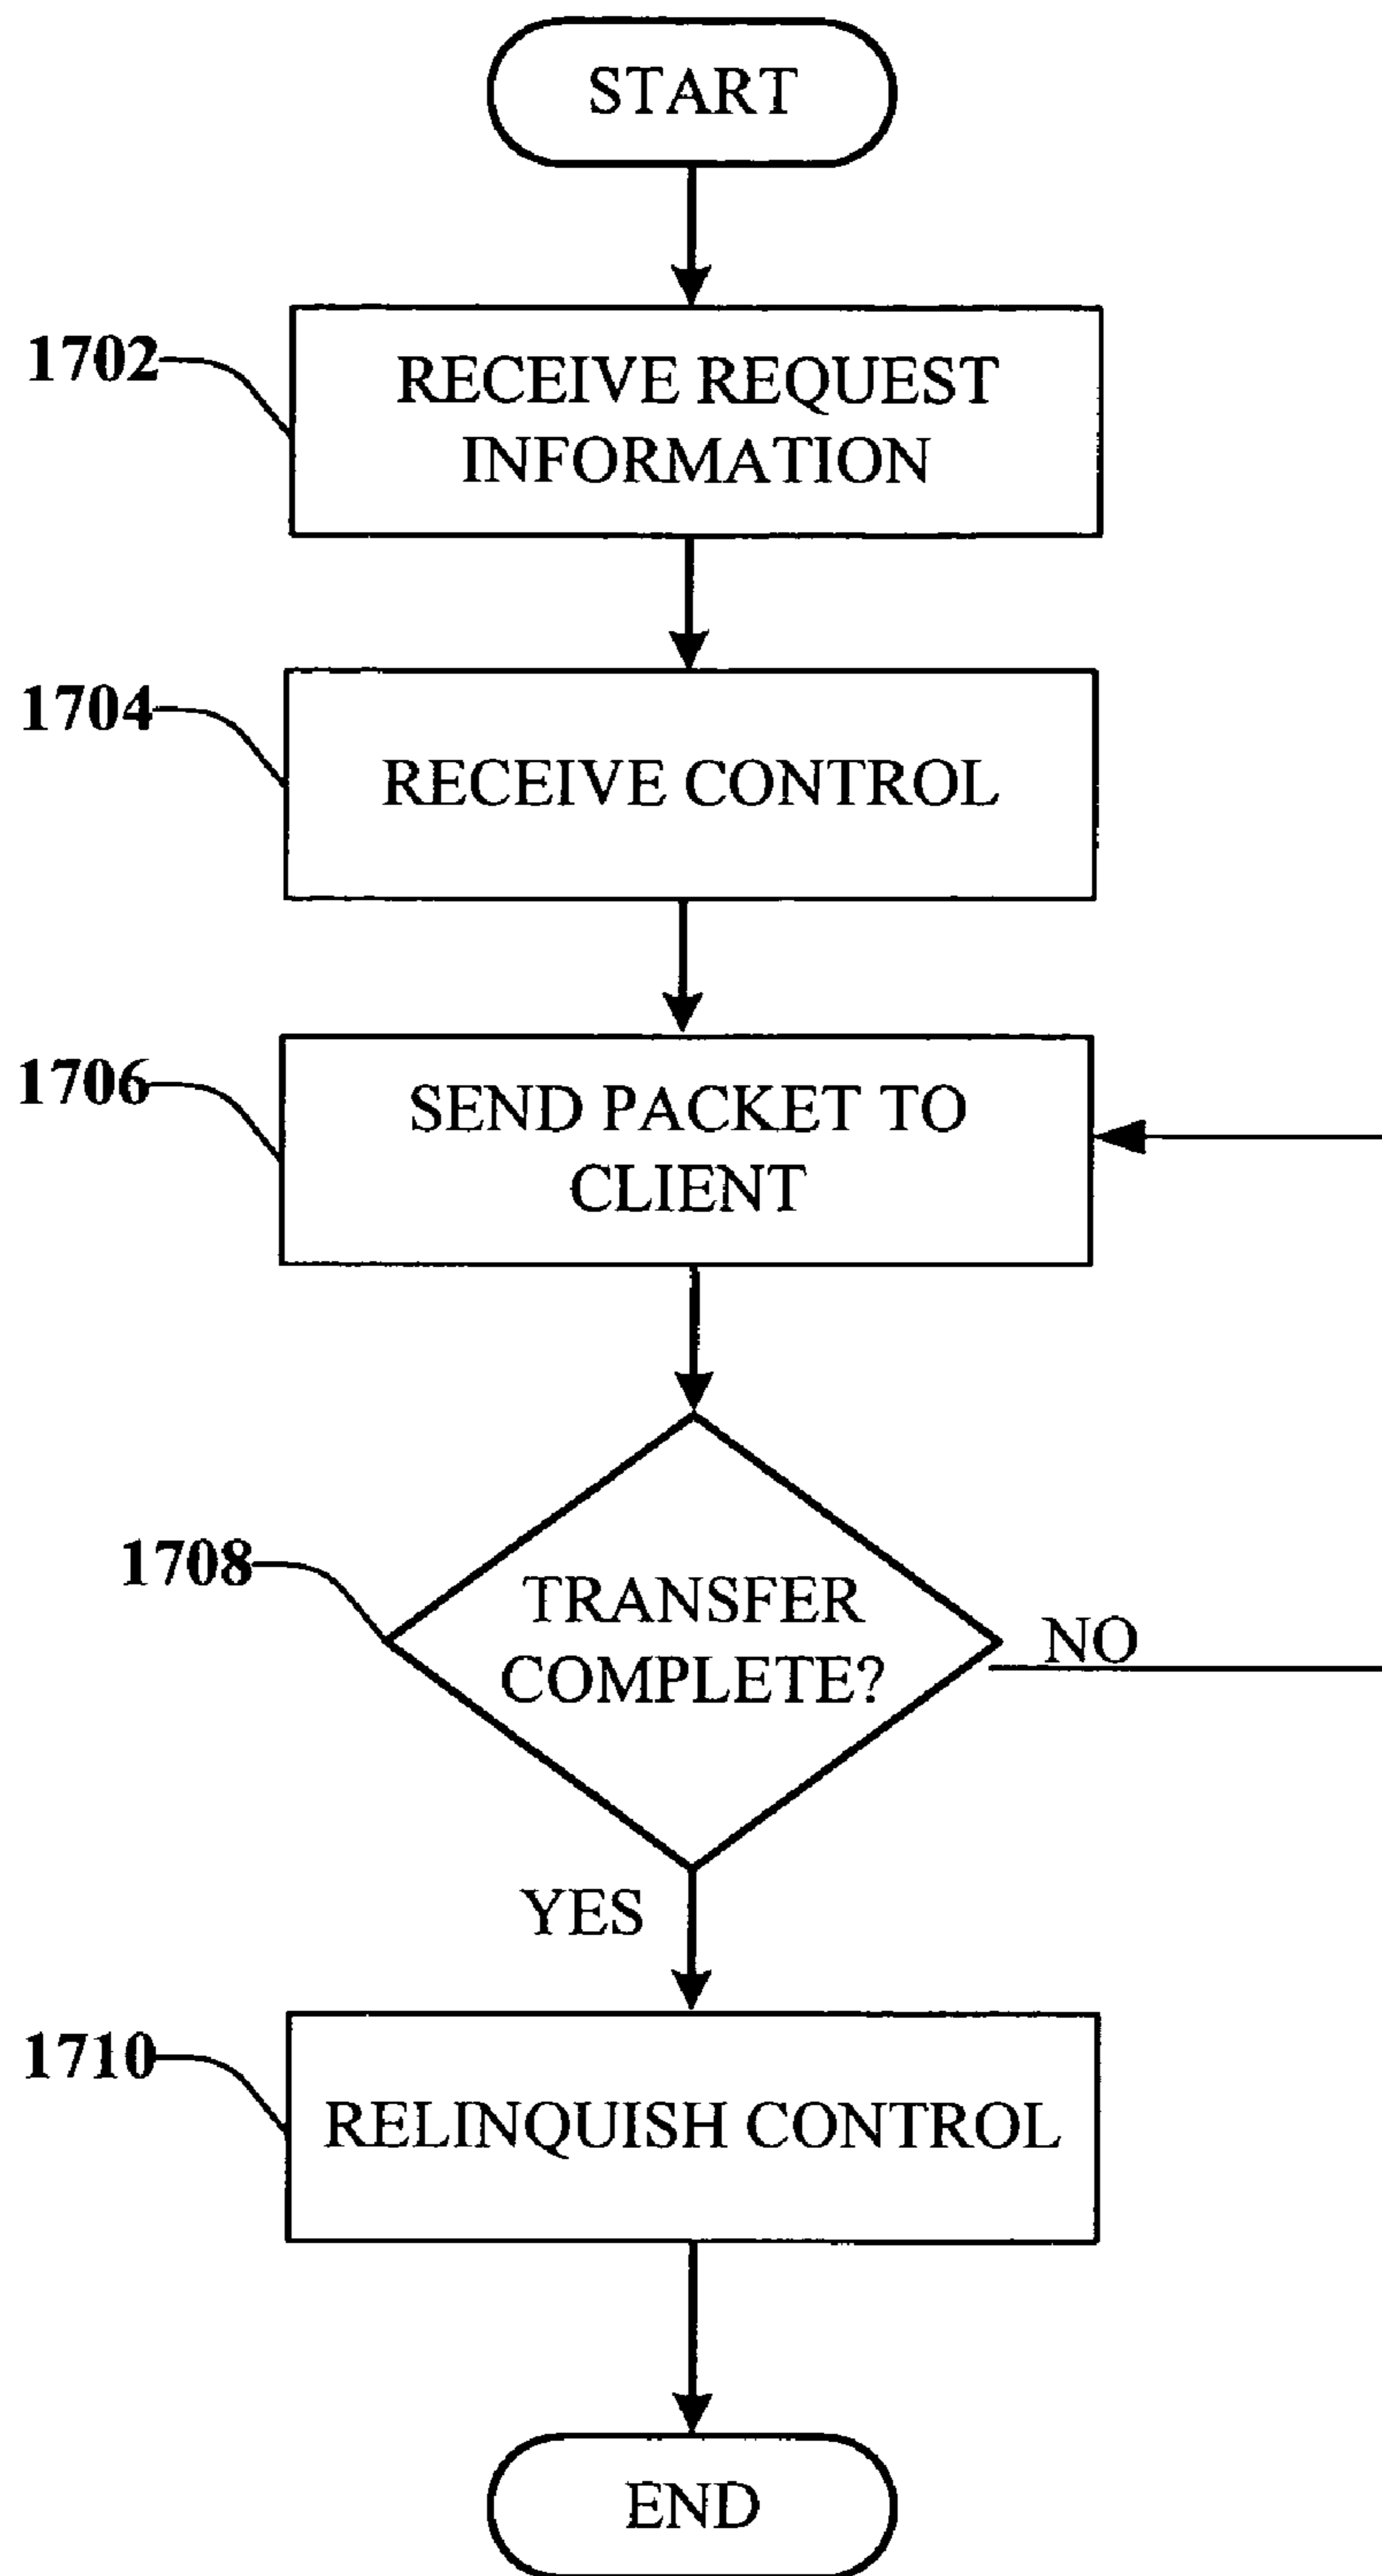 START
1702
RECEIVE REQUEST
INFORMATION
1704
RECEIVE CONTROL
1706
SEND PACKET TO
CLIENT
1708
TRANSFER
COMPLETE?
NO
YES
1710
RELINQUISH CONTROL
END